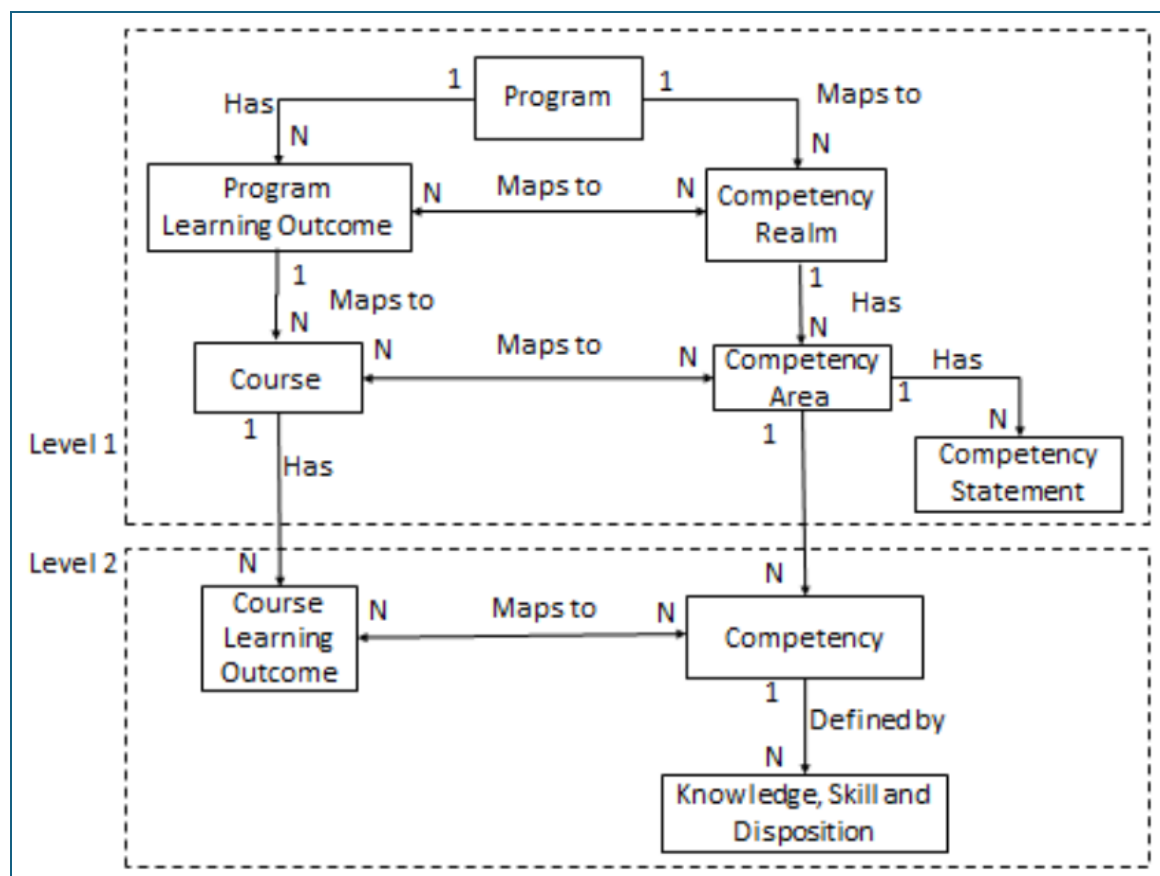 1
Program
1
Has
Maps to
N
N
Program
Learning Outcome
N
Maps to
N
Competency
Realm
1
Maps to
N
1
Has
N
Course
N
Maps to
N
Competency
Area
Has
1
N
1
1
Level 1
Has
Competency
Statement
Level 2
N
N
Course
Learning
Outcome
N
Maps to
N
Competency
1
Defined by
N
Knowledge, Skill and
Disposition